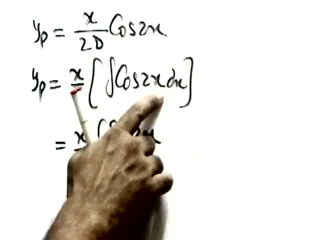 yp = x/2D Cos2x
yp = x/2 [ ∫Cos2x dx ]
= x/